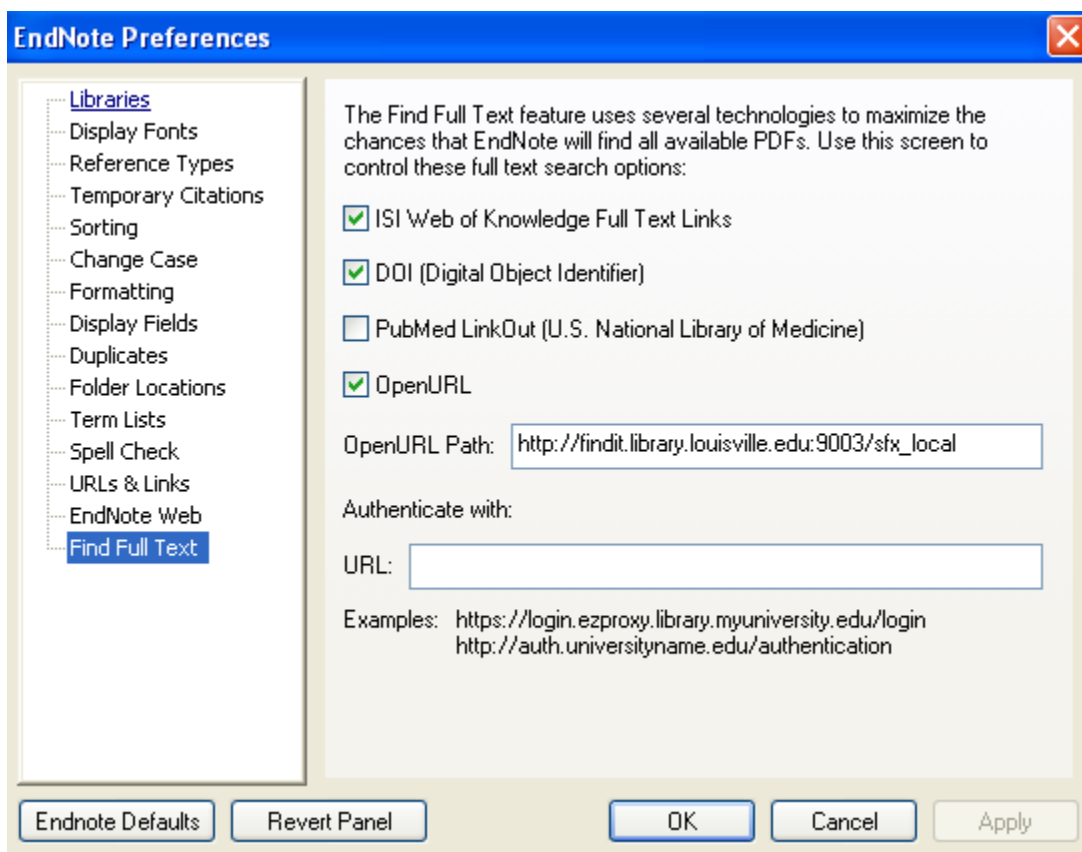 EndNote Preferences
Libraries
Display Fonts
Reference Types
Temporary Citations
Sorting
Change Case
Formatting
Display Fields
Duplicates
Folder Locations
Term Lists
Spell Check
URLs & Links
EndNote Web
Find Full Text
The Find Full Text feature uses several technologies to maximize the
chances that EndNote will find all available PDFs. Use this screen to
control these full text search options:
ISI Web of Knowledge Full Text Links
DOI (Digital Object Identifier)
PubMed LinkOut (U.S. National Library of Medicine)
OpenURL
OpenURL Path: http://findit.library.louisville.edu:9003/sfx_local
Authenticate with:
URL:
Examples: https://login.ezproxy.library.myuniversity.edu/login
http://auth.universityname.edu/authentication
Endnote Defaults Revert Panel OK Cancel Apply